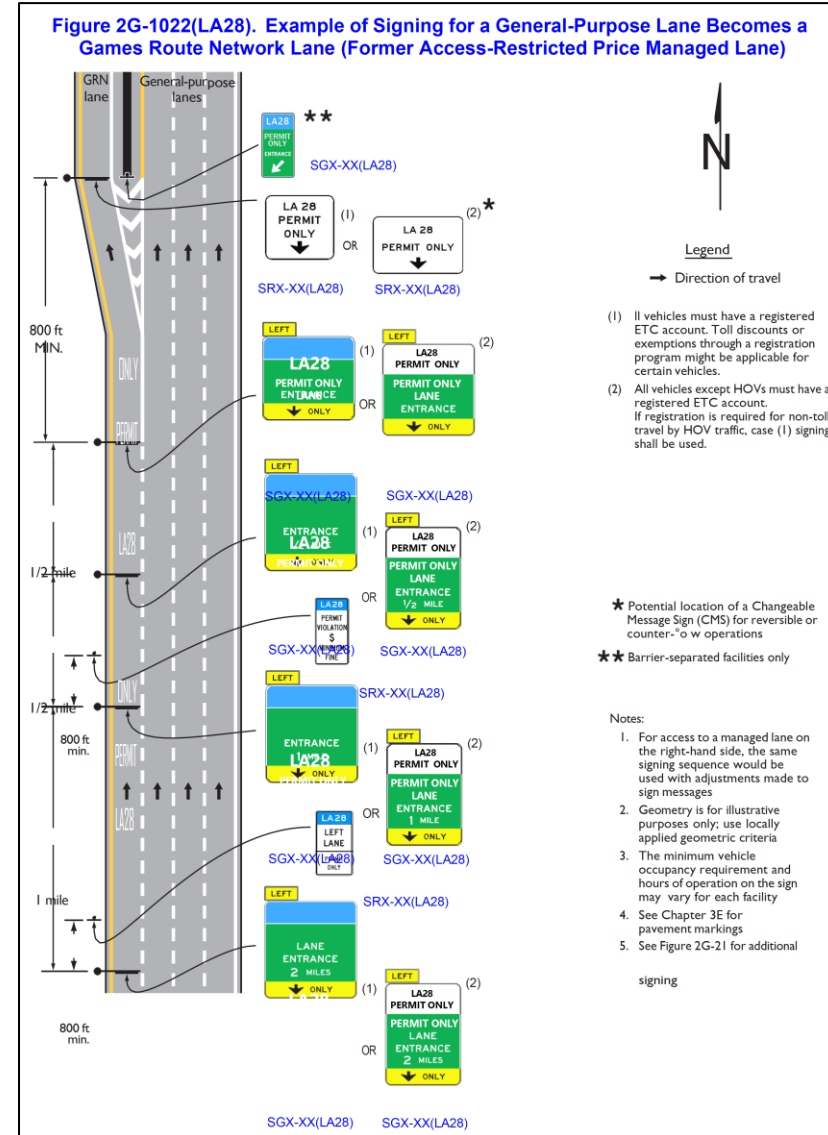 Figure 2G-1022(LA28). Example of Signing for a General-Purpose Lane Becomes a
Games Route Network Lane (Former Access-Restricted Price Managed Lane)
GRN
lane
General-purpose
lanes
LA28
PERMIT
ONLY
ENTRANCE
**
SGX-XX(LA28)
N
LA 28
PERMIT
ONLY
(1)
OR
LA 28
PERMIT ONLY
(2)
*
SRX-XX(LA28)
SRX-XX(LA28)
Legend
Direction of travel
(1) ll vehicles must have a registered
ETC account. Toll discounts or
exemptions through a registration
program might be applicable for
certain vehicles.
(2) All vehicles except HOVs must have a
registered ETC account.
If registration is required for non-toll
travel by HOV traffic, case (1) signing
shall be used.
800 ft
MIN.
ONLY
PERMIT
LEFT
LA28
PERMIT ONLY
ENTRANCE
LANE
ONLY
(1)
OR
LEFT
LA28
PERMIT ONLY
PERMIT ONLY
LANE
ENTRANCE
ONLY
(2)
SGX-XX(LA28)
SGX-XX(LA28)
LA28
1/2 mile
LEFT
ENTRANCE
LA28
ONLY
PERMIT ONLY
(1)
OR
LEFT
LA28
PERMIT ONLY
PERMIT ONLY
LANE
ENTRANCE
1/2 MILE
ONLY
(2)
LA28
PERMIT
VIOLATION
$
MINIMUM
FINE
SGX-XX(LA28)
SGX-XX(LA28)
SRX-XX(LA28)
* Potential location of a Changeable
Message Sign (CMS) for reversible or
counter-°o w operations
** Barrier-separated facilities only
ONLY
1/2 mile
800 ft
min.
PERMIT
LA28
LEFT
ENTRANCE
LA28
ONLY
PERMIT ONLY
(1)
OR
LEFT
LA28
PERMIT ONLY
PERMIT ONLY
LANE
ENTRANCE
1 MILE
ONLY
(2)
LA28
LEFT
LANE
ONLY
SGX-XX(LA28)
SGX-XX(LA28)
SRX-XX(LA28)
Notes:
1. For access to a managed lane on
the right-hand side, the same
signing sequence would be
used with adjustments made to
sign messages
2. Geometry is for illustrative
purposes only; use locally
applied geometric criteria
3. The minimum vehicle
occupancy requirement and
hours of operation on the sign
may vary for each facility
4. See Chapter 3E for
pavement markings
5. See Figure 2G-21 for additional
signing
1 mile
800 ft
min.
LEFT
LANE
ENTRANCE
2 MILES
ONLY
LA28
(1)
OR
LEFT
LA28
PERMIT ONLY
PERMIT ONLY
LANE
ENTRANCE
2 MILES
ONLY
(2)
SGX-XX(LA28)
SGX-XX(LA28)